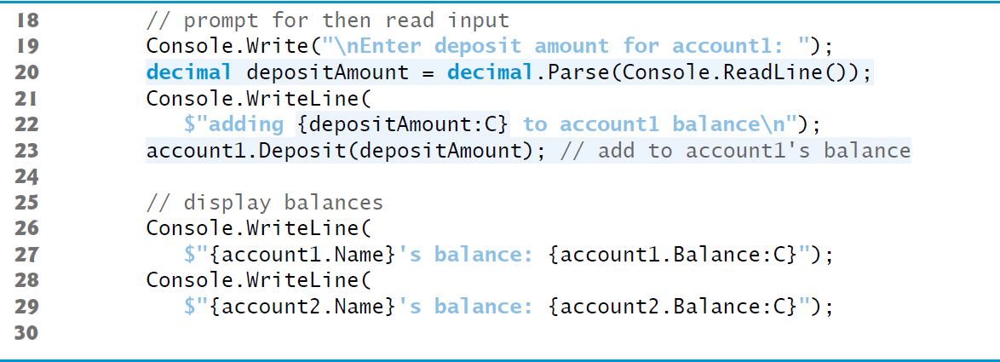 18 // prompt for then read input
19 Console.Write("\nEnter deposit amount for account1: ");
20 decimal depositAmount = decimal.Parse(Console.ReadLine());
21 Console.WriteLine(
22 $"adding {depositAmount:C} to account1 balance\n");
23 account1.Deposit(depositAmount); // add to account1's balance
24
25 // display balances
26 Console.WriteLine(
27 $"{account1.Name}'s balance: {account1.Balance:C}");
28 Console.WriteLine(
29 $"{account2.Name}'s balance: {account2.Balance:C}");
30